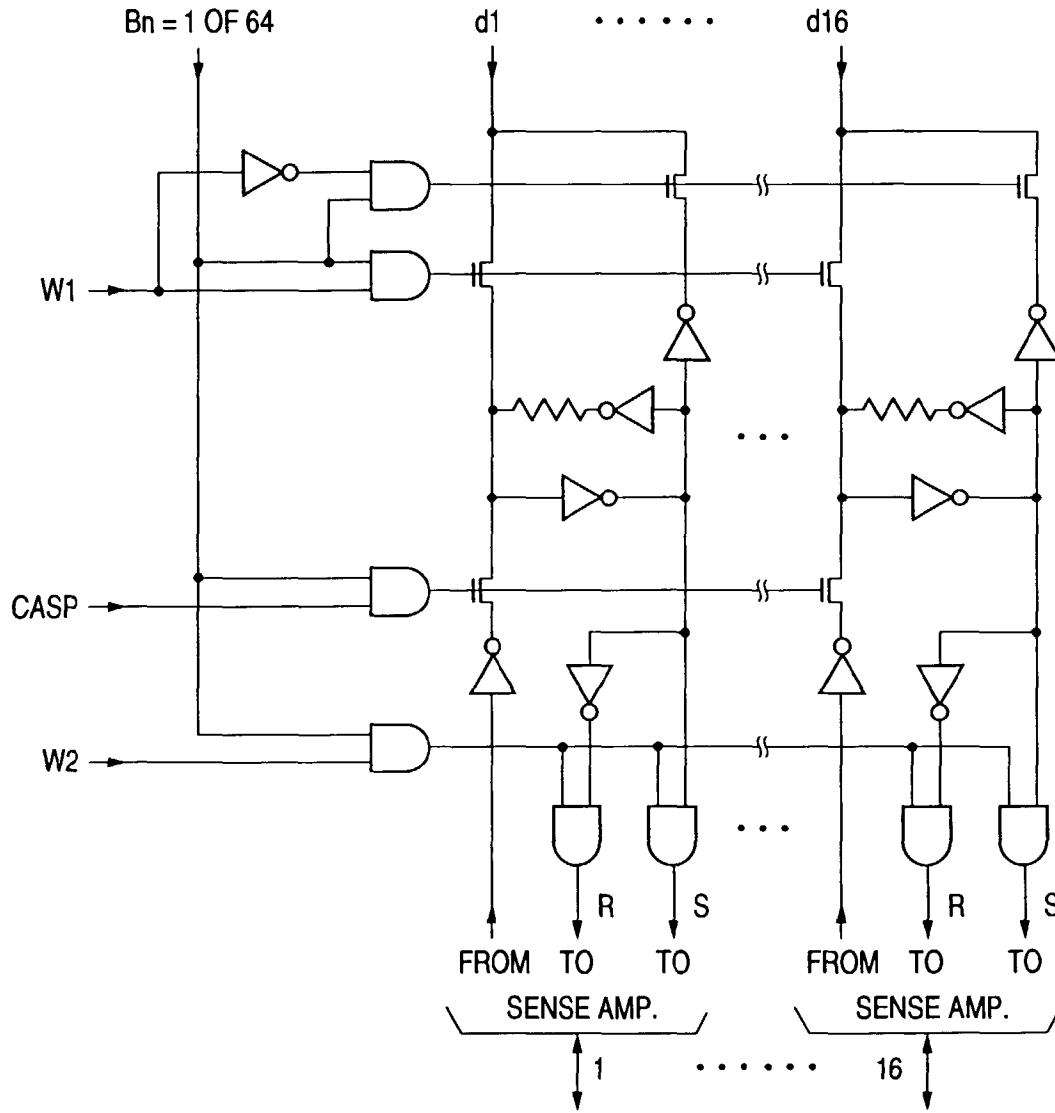 Bn = 1 OF 64 d1 ...... d16
W1
...
CASP
W2
...
R S R S
FROM TO TO FROM TO TO
SENSE AMP. SENSE AMP.
1 ...... 16